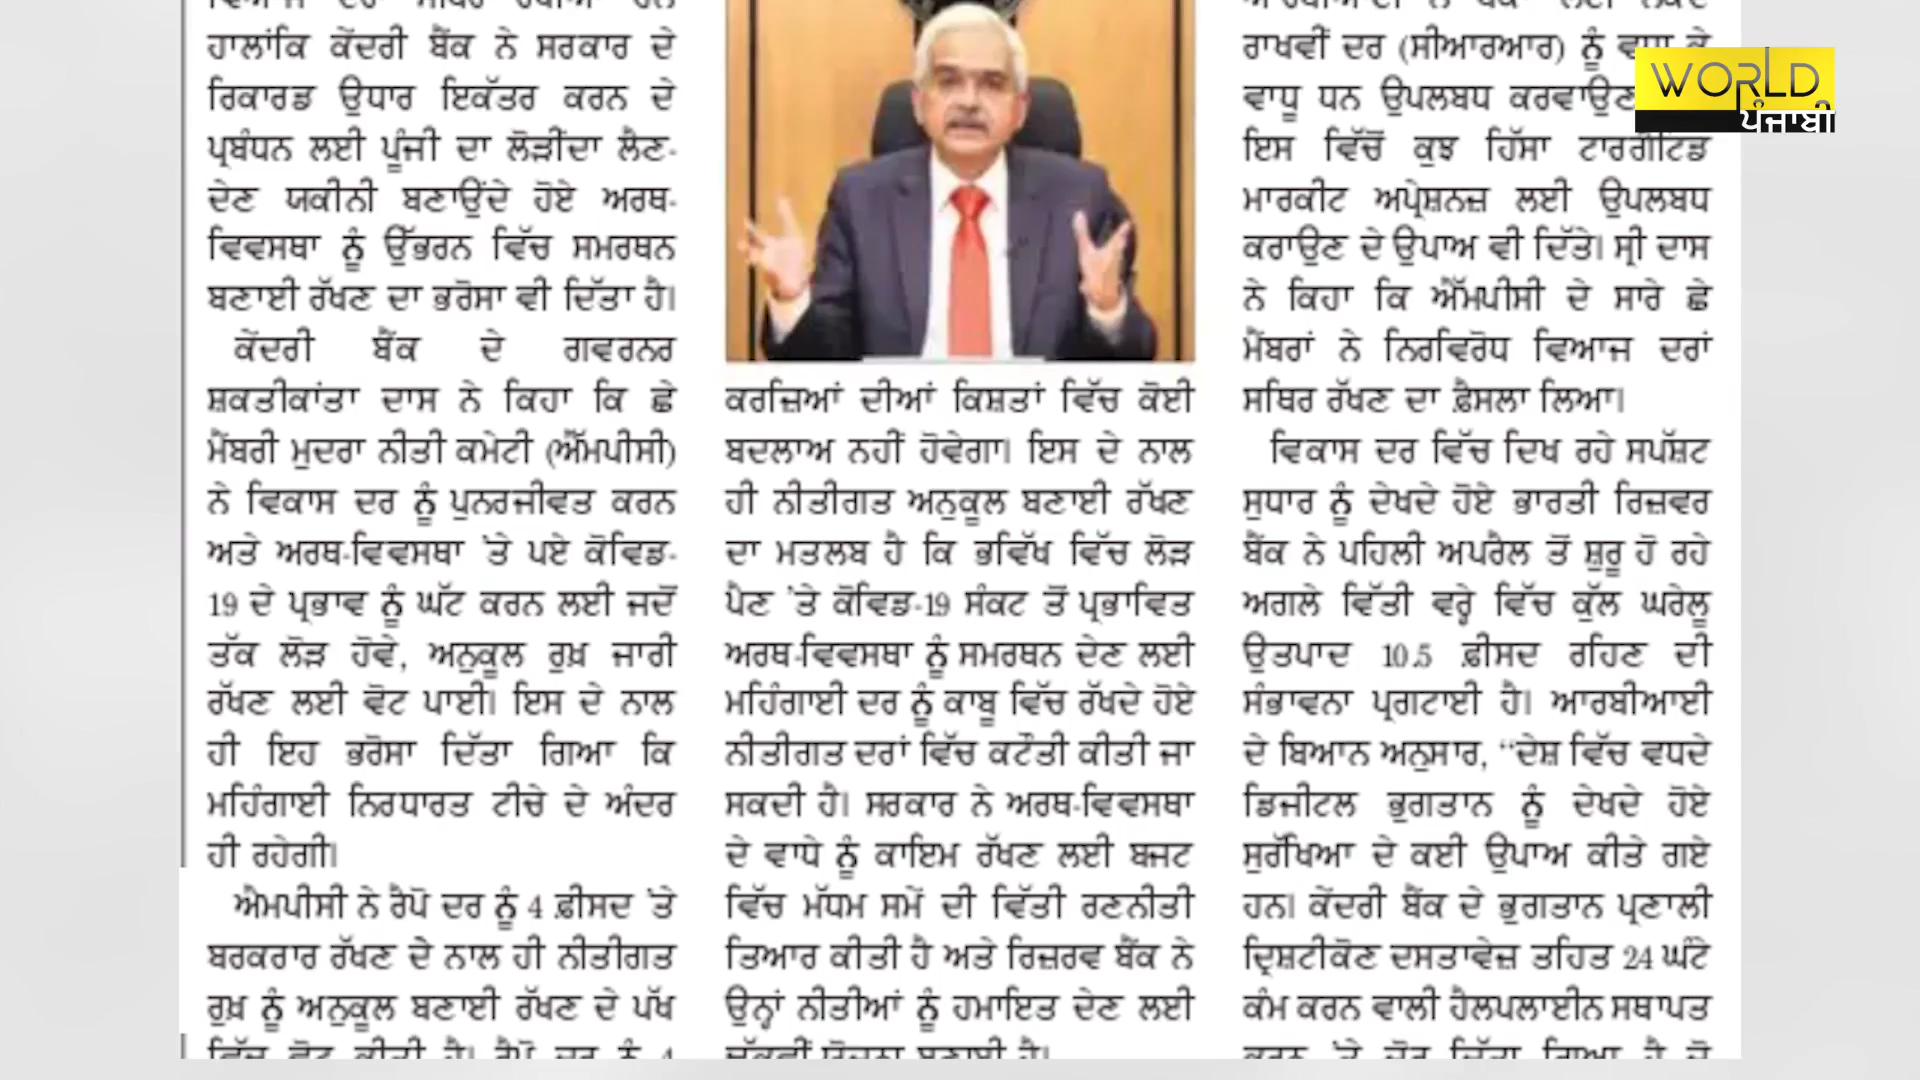 ਹਾਲਾਂਕਿ ਕੇਂਦਰੀ ਬੈਂਕ ਨੇ ਸਰਕਾਰ ਦੇ
ਰਿਕਾਰਡ ਉਧਾਰ ਇਕੱਤਰ ਕਰਨ ਦੇ
ਪ੍ਰਬੰਧਨ ਲਈ ਪੂੰਜੀ ਦਾ ਲੋੜੀਂਦਾ ਲੈਣ-
ਦੇਣ ਯਕੀਨੀ ਬਣਾਉਂਦੇ ਹੋਏ ਅਰਥ-
ਵਿਵਸਥਾ ਨੂੰ ਉੱਭਰਨ ਵਿੱਚ ਸਮਰਥਨ
ਬਣਾਈ ਰੱਖਣ ਦਾ ਭਰੋਸਾ ਵੀ ਦਿੱਤਾ ਹੈ।
ਕੇਂਦਰੀ ਬੈਂਕ ਦੇ ਗਵਰਨਰ
ਸ਼ਕਤੀਕਾਂਤਾ ਦਾਸ ਨੇ ਕਿਹਾ ਕਿ ਛੇ
ਮੈਂਬਰੀ ਮੁਦਰਾ ਨੀਤੀ ਕਮੇਟੀ (ਐੱਮਪੀਸੀ)
ਨੇ ਵਿਕਾਸ ਦਰ ਨੂੰ ਪੁਨਰਜੀਵਤ ਕਰਨ
ਅਤੇ ਅਰਥ-ਵਿਵਸਥਾ 'ਤੇ ਪਏ ਕੋਵਿਡ-
19 ਦੇ ਪ੍ਰਭਾਵ ਨੂੰ ਘੱਟ ਕਰਨ ਲਈ ਜਦੋਂ
ਤੱਕ ਲੋੜ ਹੋਵੇ, ਅਨੁਕੂਲ ਰੁਖ਼ ਜਾਰੀ
ਰੱਖਣ ਲਈ ਵੋਟ ਪਾਈ। ਇਸ ਦੇ ਨਾਲ
ਹੀ ਇਹ ਭਰੋਸਾ ਦਿੱਤਾ ਗਿਆ ਕਿ
ਮਹਿੰਗਾਈ ਨਿਰਧਾਰਤ ਟੀਚੇ ਦੇ ਅੰਦਰ
ਹੀ ਰਹੇਗੀ।
ਐਮਪੀਸੀ ਨੇ ਰੈਪੋ ਦਰ ਨੂੰ 4 ਫ਼ੀਸਦ 'ਤੇ
ਬਰਕਰਾਰ ਰੱਖਣ ਦੇ ਨਾਲ ਹੀ ਨੀਤੀਗਤ
ਰੁਖ਼ ਨੂੰ ਅਨੁਕੂਲ ਬਣਾਈ ਰੱਖਣ ਦੇ ਪੱਖ
ਵਿੱਚ ਵੋਟ ਕੀਤੀ ਹੈ। ਰੈਪੋ ਦਰ ਨੂੰ 4
ਕਰਜ਼ਿਆਂ ਦੀਆਂ ਕਿਸ਼ਤਾਂ ਵਿੱਚ ਕੋਈ
ਬਦਲਾਅ ਨਹੀਂ ਹੋਵੇਗਾ। ਇਸ ਦੇ ਨਾਲ
ਹੀ ਨੀਤੀਗਤ ਅਨੁਕੂਲ ਬਣਾਈ ਰੱਖਣ
ਦਾ ਮਤਲਬ ਹੈ ਕਿ ਭਵਿੱਖ ਵਿੱਚ ਲੋੜ
ਪੈਣ 'ਤੇ ਕੋਵਿਡ-19 ਸੰਕਟ ਤੋਂ ਪ੍ਰਭਾਵਿਤ
ਅਰਥ-ਵਿਵਸਥਾ ਨੂੰ ਸਮਰਥਨ ਦੇਣ ਲਈ
ਮਹਿੰਗਾਈ ਦਰ ਨੂੰ ਕਾਬੂ ਵਿੱਚ ਰੱਖਦੇ ਹੋਏ
ਨੀਤੀਗਤ ਦਰਾਂ ਵਿੱਚ ਕਟੌਤੀ ਕੀਤੀ ਜਾ
ਸਕਦੀ ਹੈ। ਸਰਕਾਰ ਨੇ ਅਰਥ-ਵਿਵਸਥਾ
ਦੇ ਵਾਧੇ ਨੂੰ ਕਾਇਮ ਰੱਖਣ ਲਈ ਬਜਟ
ਵਿੱਚ ਮੱਧਮ ਸਮੇਂ ਦੀ ਵਿੱਤੀ ਰਣਨੀਤੀ
ਤਿਆਰ ਕੀਤੀ ਹੈ ਅਤੇ ਰਿਜ਼ਰਵ ਬੈਂਕ ਨੇ
ਉਨ੍ਹਾਂ ਨੀਤੀਆਂ ਨੂੰ ਹਮਾਇਤ ਦੇਣ ਲਈ
ਰਾਖਵੀਂ ਦਰ (ਸੀਆਰਆਰ) ਨੂੰ ਵਾਧਾ ਕੇ
ਵਾਧੂ ਧਨ ਉਪਲਬਧ ਕਰਵਾਉਣ
ਇਸ ਵਿੱਚੋਂ ਕੁਝ ਹਿੱਸਾ ਟਾਰਗੇਟਿਡ
ਮਾਰਕੀਟ ਅਪ੍ਰੇਸ਼ਨਜ਼ ਲਈ ਉਪਲਬਧ
ਕਰਾਉਣ ਦੇ ਉਪਾਅ ਵੀ ਦਿੱਤੇ। ਸ੍ਰੀ ਦਾਸ
ਨੇ ਕਿਹਾ ਕਿ ਐੱਮਪੀਸੀ ਦੇ ਸਾਰੇ ਛੇ
ਮੈਂਬਰਾਂ ਨੇ ਨਿਰਵਿਰੋਧ ਵਿਆਜ ਦਰਾਂ
ਸਥਿਰ ਰੱਖਣ ਦਾ ਫ਼ੈਸਲਾ ਲਿਆ।
ਵਿਕਾਸ ਦਰ ਵਿੱਚ ਦਿਖ ਰਹੇ ਸਪੱਸ਼ਟ
ਸੁਧਾਰ ਨੂੰ ਦੇਖਦੇ ਹੋਏ ਭਾਰਤੀ ਰਿਜ਼ਵਰ
ਬੈਂਕ ਨੇ ਪਹਿਲੀ ਅਪਰੈਲ ਤੋਂ ਸ਼ੁਰੂ ਹੋ ਰਹੇ
ਅਗਲੇ ਵਿੱਤੀ ਵਰ੍ਹੇ ਵਿੱਚ ਕੁੱਲ ਘਰੇਲੂ
ਉਤਪਾਦ 10.5 ਫ਼ੀਸਦ ਰਹਿਣ ਦੀ
ਸੰਭਾਵਨਾ ਪ੍ਰਗਟਾਈ ਹੈ। ਆਰਬੀਆਈ
ਦੇ ਬਿਆਨ ਅਨੁਸਾਰ, ''ਦੇਸ਼ ਵਿੱਚ ਵਧਦੇ
ਡਿਜੀਟਲ ਭੁਗਤਾਨ ਨੂੰ ਦੇਖਦੇ ਹੋਏ
ਸੁਰੱਖਿਆ ਦੇ ਕਈ ਉਪਾਅ ਕੀਤੇ ਗਏ
ਹਨ। ਕੇਂਦਰੀ ਬੈਂਕ ਦੇ ਭੁਗਤਾਨ ਪ੍ਰਣਾਲੀ
ਦ੍ਰਿਸ਼ਟੀਕੋਣ ਦਸਤਾਵੇਜ਼ ਤਹਿਤ 24 ਘੰਟੇ
ਕੰਮ ਕਰਨ ਵਾਲੀ ਹੈਲਪਲਾਈਨ ਸਥਾਪਤ
WORLD
ਪੰਜਾਬੀ